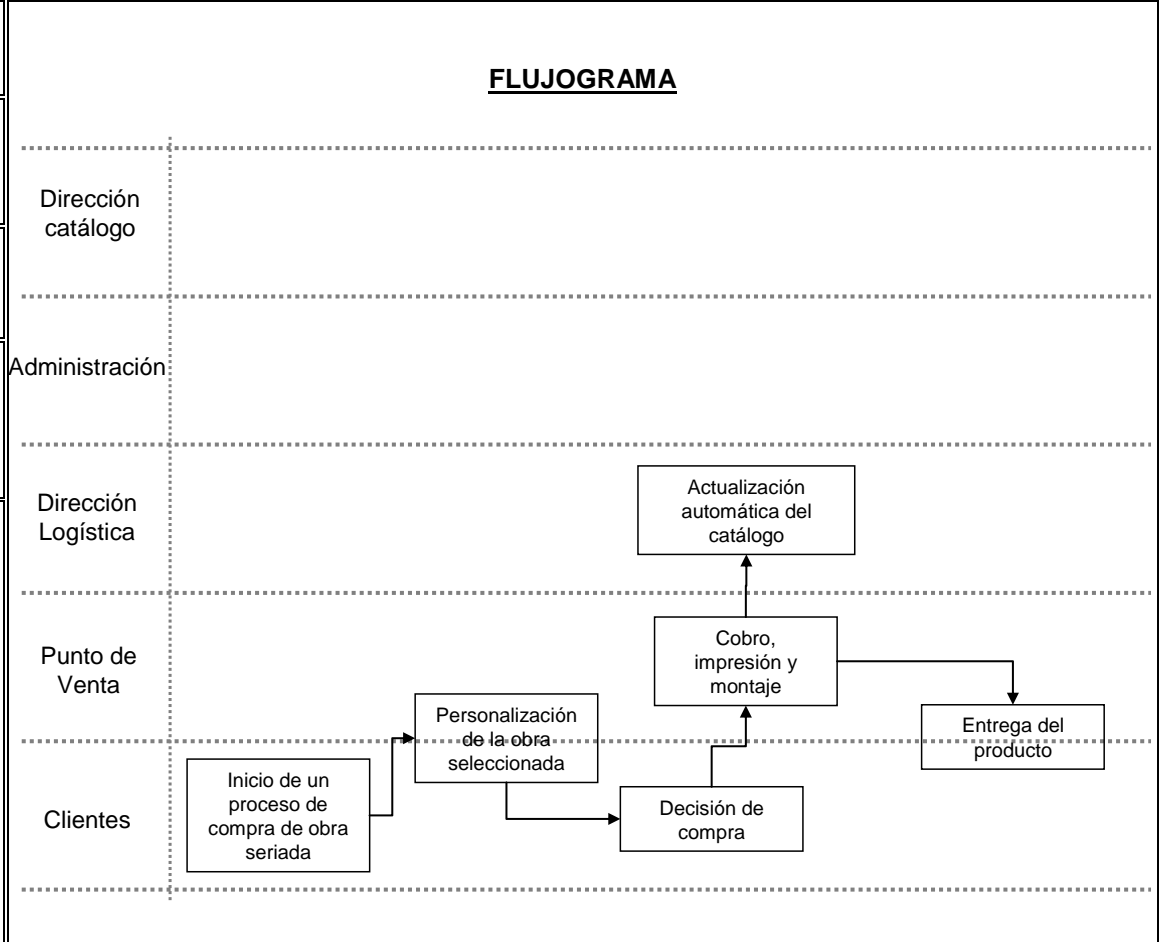 FLUJOGRAMA
Dirección
catálogo
Administración
Dirección
Logística
Actualización
automática del
catálogo
Punto de
Venta
Cobro,
impresión y
montaje
Personalización
de la obra
seleccionada
Entrega del
producto
Clientes
Inicio de un
proceso de
compra de obra
seriada
Decisión de
compra